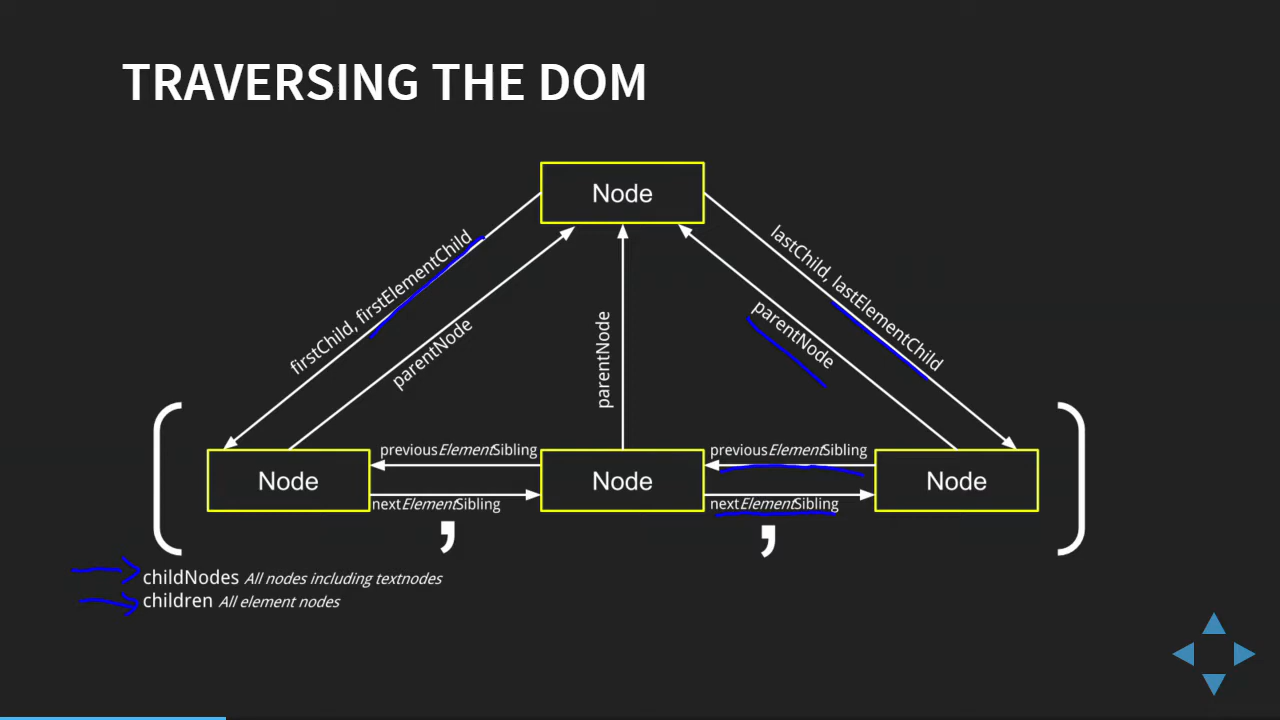 TRAVERSING THE DOM
Node
firstChild, firstElementChild
lastChild, lastElementChild
parentNode
parentNode
parentNode
previousElementSibling
previousElementSibling
Node
Node
Node
nextElementSibling
nextElementSibling
, ,
childNodes All nodes including textnodes
children All element nodes